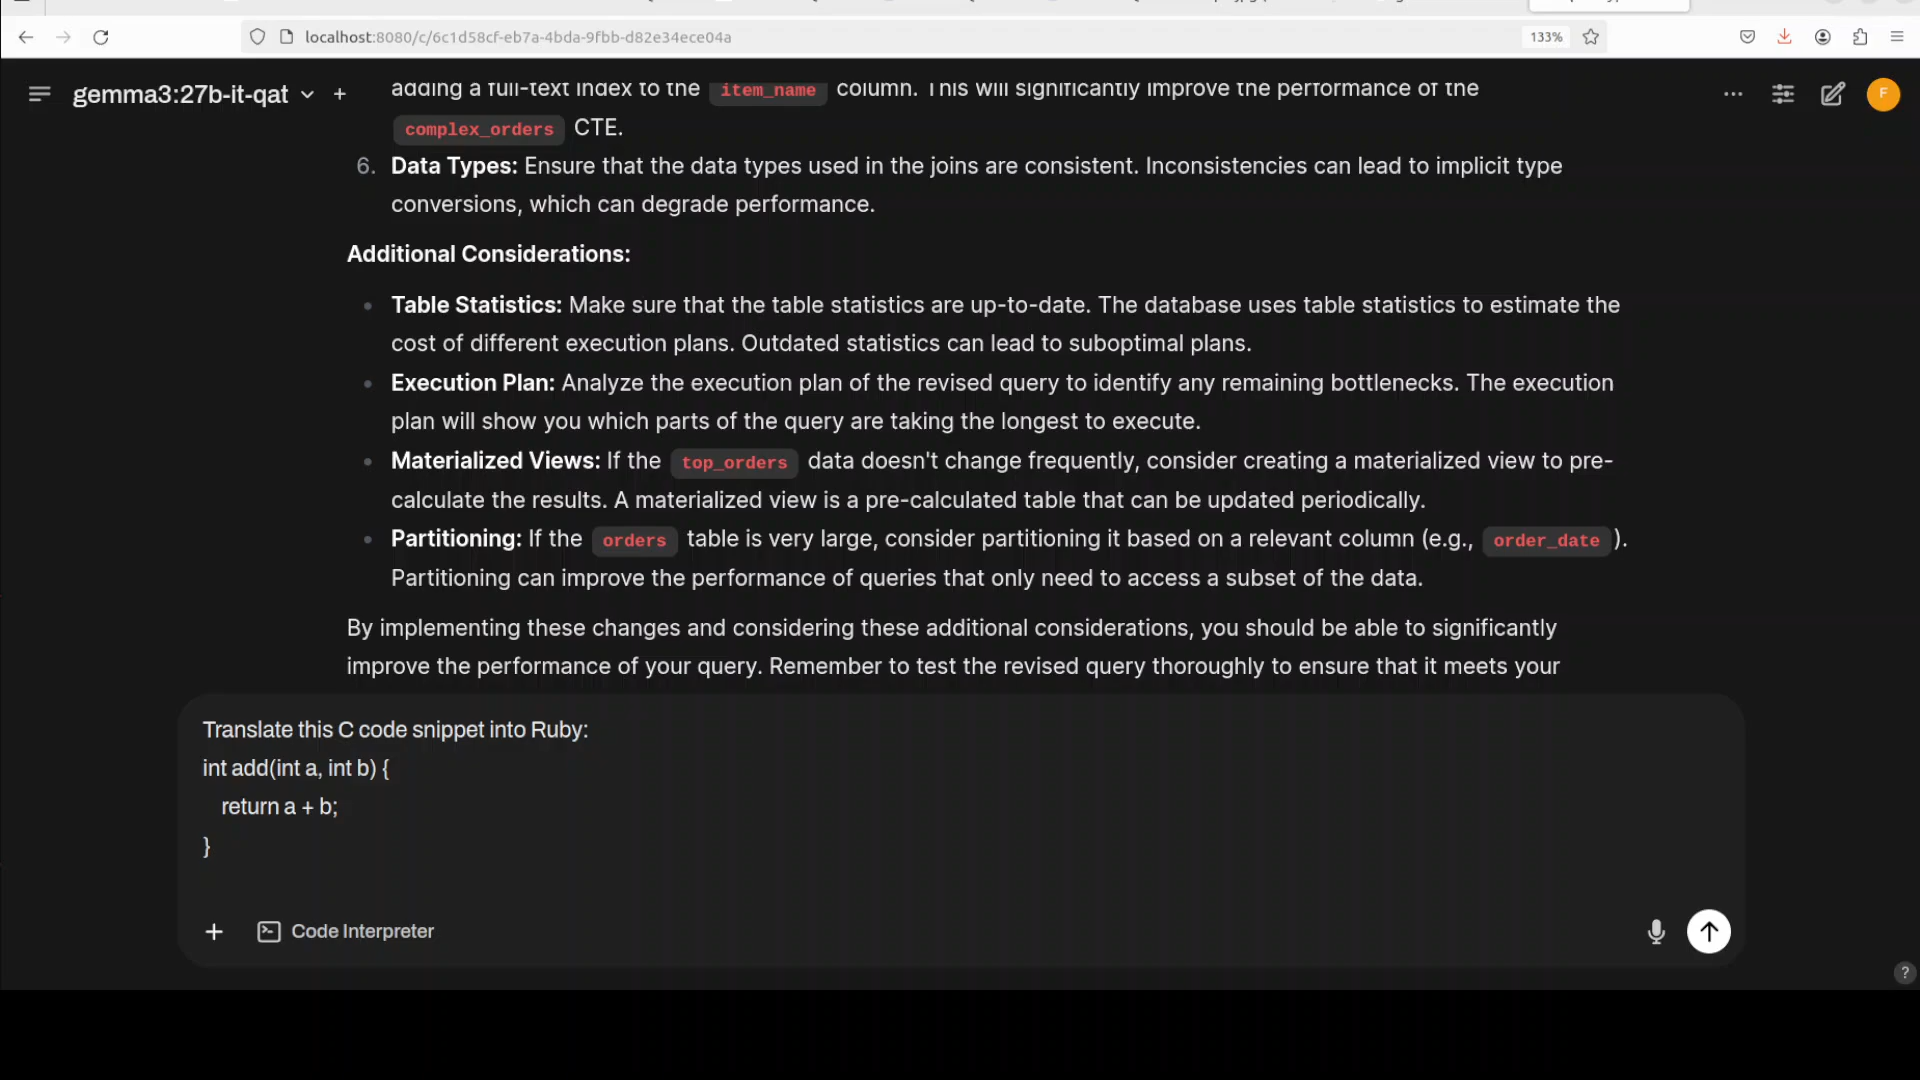 localhost:8080/c/6c1d58cf-eb7a-4bda-9fbb-d82e34ece04a
133%
gemma3:27b-it-qat
F
adding a full-text index to the item_name column. This will significantly improve the performance of the
complex_orders CTE.
6. Data Types: Ensure that the data types used in the joins are consistent. Inconsistencies can lead to implicit type
conversions, which can degrade performance.
Additional Considerations:
• Table Statistics: Make sure that the table statistics are up-to-date. The database uses table statistics to estimate the
cost of different execution plans. Outdated statistics can lead to suboptimal plans.
• Execution Plan: Analyze the execution plan of the revised query to identify any remaining bottlenecks. The execution
plan will show you which parts of the query are taking the longest to execute.
• Materialized Views: If the top_orders data doesn't change frequently, consider creating a materialized view to pre-
calculate the results. A materialized view is a pre-calculated table that can be updated periodically.
• Partitioning: If the orders table is very large, consider partitioning it based on a relevant column (e.g., order_date ).
Partitioning can improve the performance of queries that only need to access a subset of the data.
By implementing these changes and considering these additional considerations, you should be able to significantly
improve the performance of your query. Remember to test the revised query thoroughly to ensure that it meets your
Translate this C code snippet into Ruby:
int add(int a, int b) {
    return a + b;
}
Code Interpreter
?